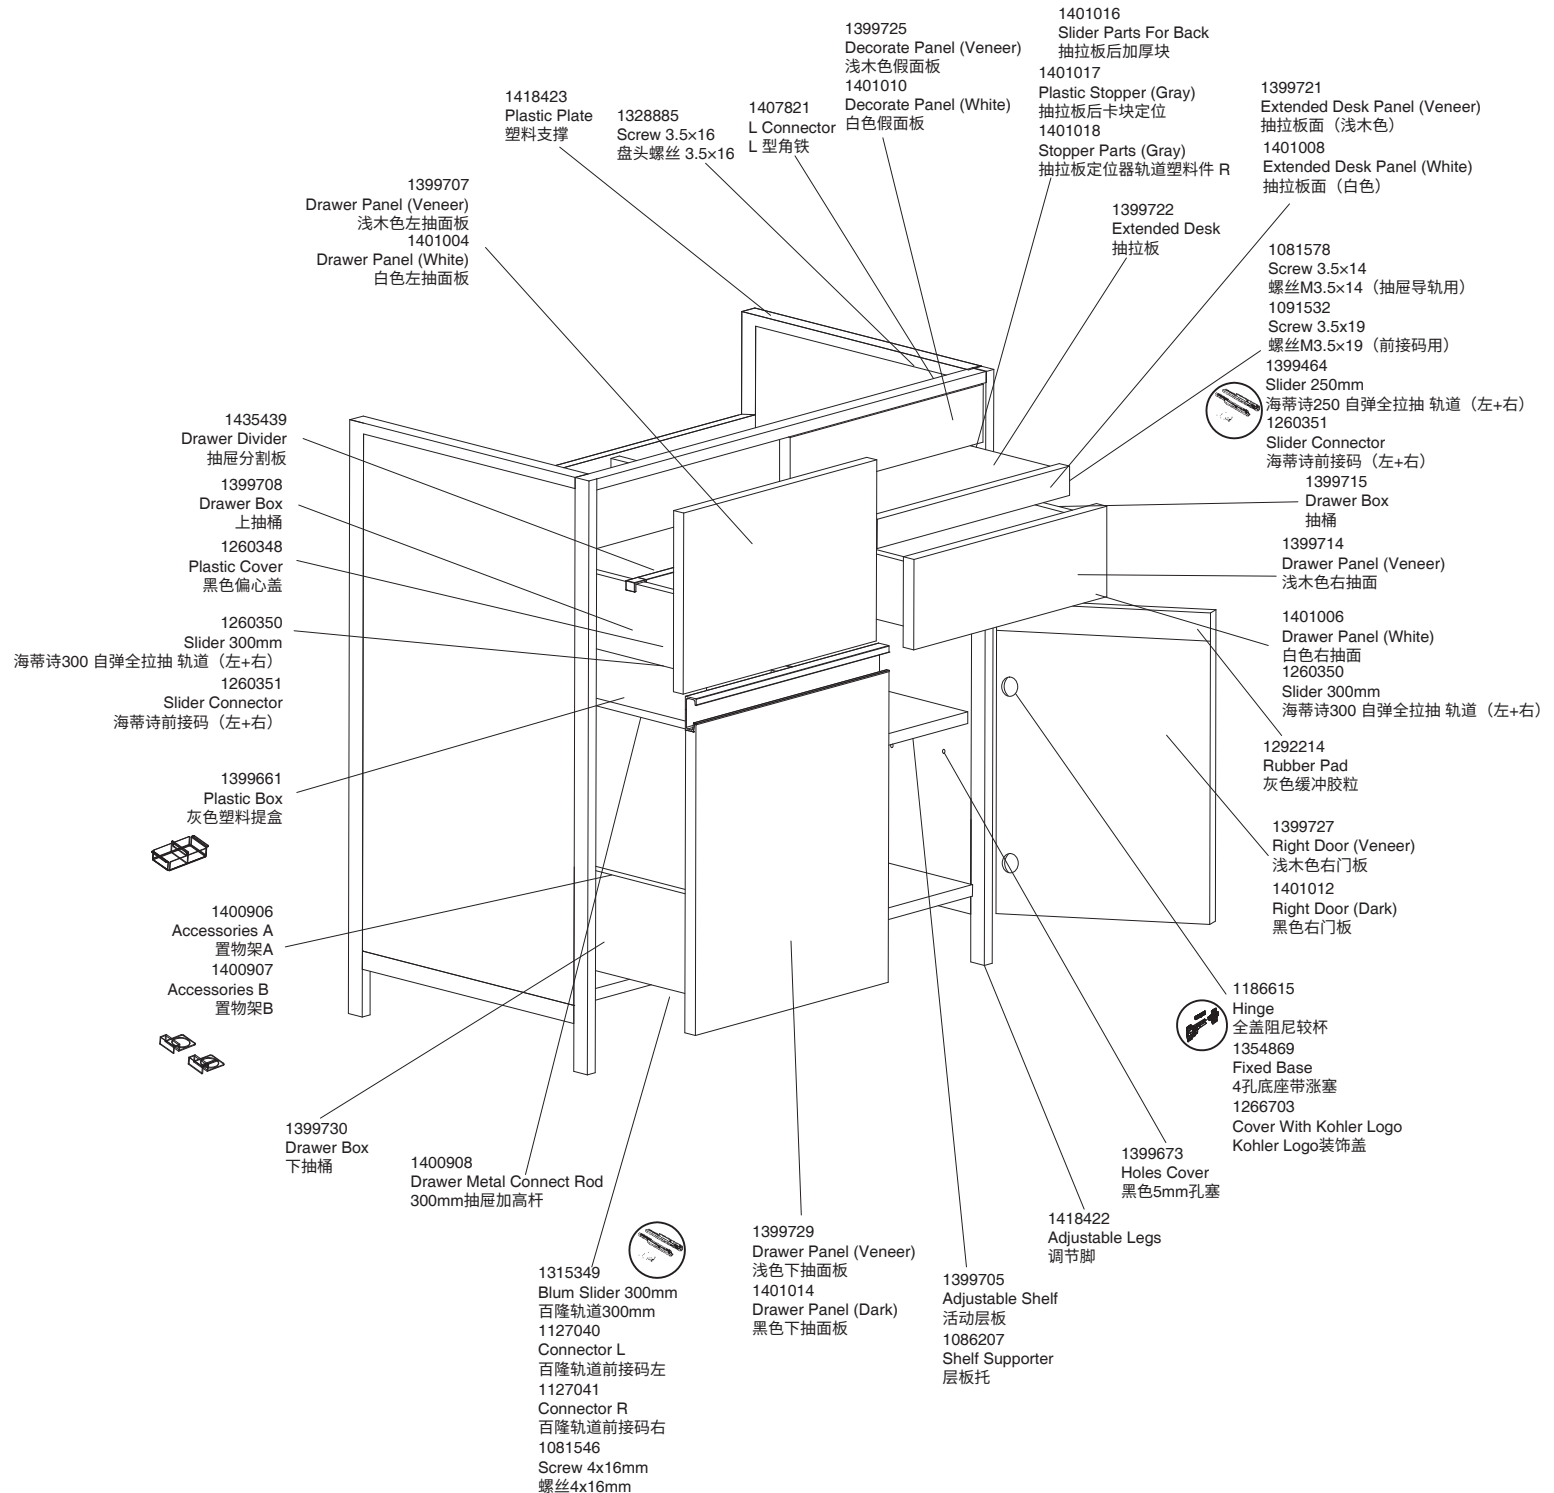 1401016
Slider Parts For Back
抽拉板后加厚块
1401017
Plastic Stopper (Gray)
抽拉板后卡块定位
1401018
Stopper Parts (Gray)
抽拉板定位器轨道塑料件 R
1399725
Decorate Panel (Veneer)
浅木色假面板
1401010
Decorate Panel (White)
白色假面板
1407821
L Connector
L 型角铁
1328885
Screw 3.5×16
盘头螺丝 3.5×16
1418423
Plastic Plate
塑料支撑
1399721
Extended Desk Panel (Veneer)
抽拉板面（浅木色）
1401008
Extended Desk Panel (White)
抽拉板面（白色）
1399707
Drawer Panel (Veneer)
浅木色左抽面板
1401004
Drawer Panel (White)
白色左抽面板
1399722
Extended Desk
抽拉板
1081578
Screw 3.5×14
螺丝M3.5×14（抽屉导轨用）
1091532
Screw 3.5x19
螺丝M3.5×19（前接码用）
1399464
Slider 250mm
海蒂诗250 自弹全拉抽 轨道（左+右）
1260351
Slider Connector
海蒂诗前接码（左+右）
1399715
Drawer Box
抽桶
1399714
Drawer Panel (Veneer)
浅木色右抽面
1401006
Drawer Panel (White)
白色右抽面
1260350
Slider 300mm
海蒂诗300 自弹全拉抽 轨道（左+右）
1292214
Rubber Pad
灰色缓冲胶粒
1399727
Right Door (Veneer)
浅木色右门板
1401012
Right Door (Dark)
黑色右门板
1435439
Drawer Divider
抽屉分割板
1399708
Drawer Box
上抽桶
1260348
Plastic Cover
黑色偏心盖
1260350
Slider 300mm
海蒂诗300 自弹全拉抽 轨道（左+右）
1260351
Slider Connector
海蒂诗前接码（左+右）
1399661
Plastic Box
灰色塑料提盒
1400906
Accessories A
置物架A
1400907
Accessories B
置物架B
1186615
Hinge
全盖阻尼较杯
1354869
Fixed Base
4孔底座带涨塞
1266703
Cover With Kohler Logo
Kohler Logo装饰盖
1399730
Drawer Box
下抽桶
1400908
Drawer Metal Connect Rod
300mm抽屉加高杆
1399673
Holes Cover
黑色5mm孔塞
1418422
Adjustable Legs
调节脚
1315349
Blum Slider 300mm
百隆轨道300mm
1127040
Connector L
百隆轨道前接码左
1127041
Connector R
百隆轨道前接码右
1081546
Screw 4x16mm
螺丝4x16mm
1399729
Drawer Panel (Veneer)
浅色下抽面板
1401014
Drawer Panel (Dark)
黑色下抽面板
1399705
Adjustable Shelf
活动层板
1086207
Shelf Supporter
层板托